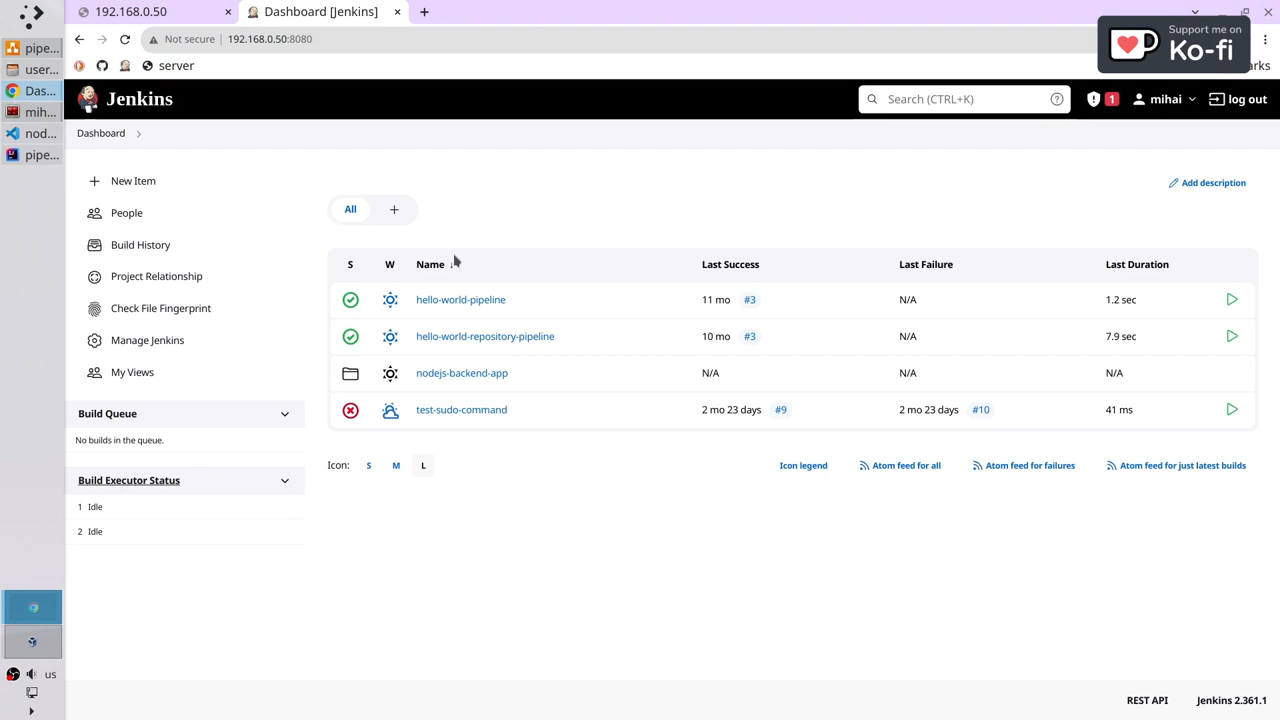 192.168.0.50
Dashboard [Jenkins]
Not secure 192.168.0.50:8080
Support me on
Ko-fi
server
arks
pipe...
user...
Das...
mih...
nod...
pipe...
us
Jenkins
Search (CTRL+K)
1
mihai
log out
Dashboard
New Item
People
Build History
Project Relationship
Check File Fingerprint
Manage Jenkins
My Views
Build Queue
No builds in the queue.
Build Executor Status
1 Idle
2 Idle
Add description
All
S W Name ↓ Last Success Last Failure Last Duration
hello-world-pipeline 11 mo #3 N/A 1.2 sec
hello-world-repository-pipeline 10 mo #3 N/A 7.9 sec
nodejs-backend-app N/A N/A N/A
test-sudo-command 2 mo 23 days #9 2 mo 23 days #10 41 ms
Icon: S M L
Icon legend Atom feed for all Atom feed for failures Atom feed for just latest builds
REST API Jenkins 2.361.1